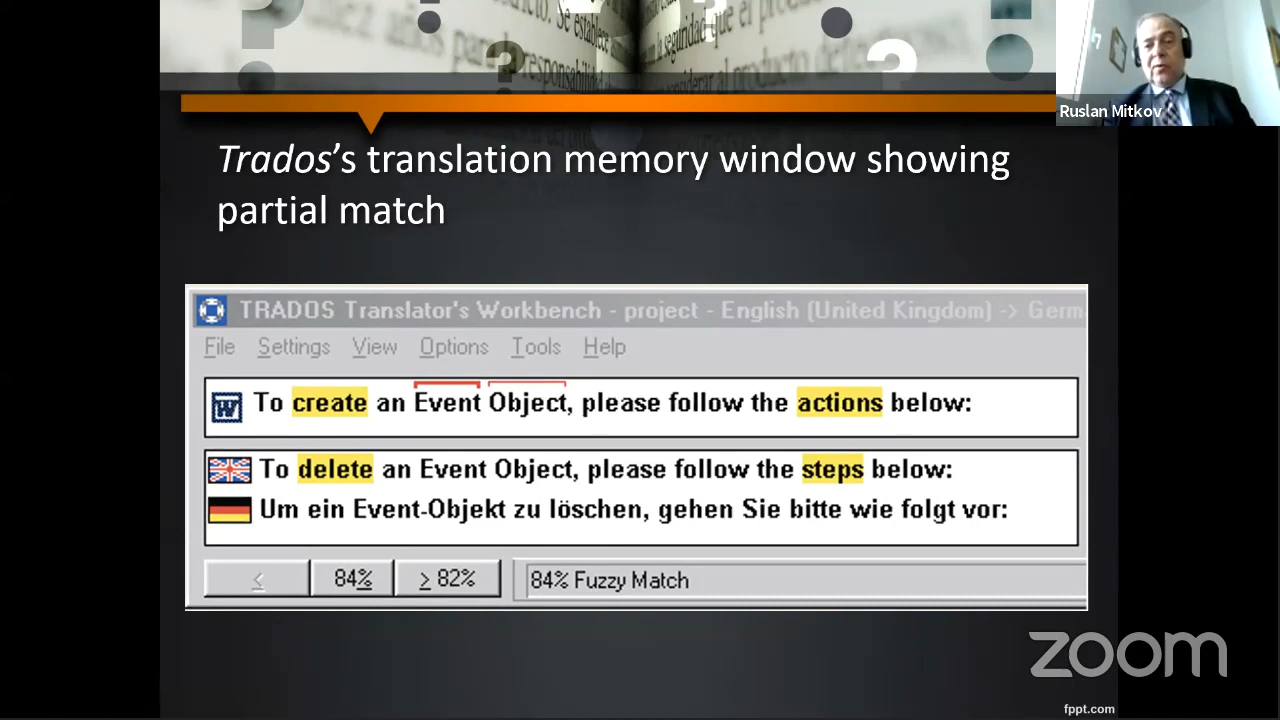 Se establece
Ruslan Mitkov
Trados’s translation memory window showing
partial match
TRADOS Translator's Workbench - project - English (United Kingdom) -> Germa
File Settings View Options Tools Help
To create an Event Object, please follow the actions below:
To delete an Event Object, please follow the steps below:
Um ein Event-Objekt zu löschen, gehen Sie bitte wie folgt vor:
< 84% > 82% 84% Fuzzy Match
zoom
fppt.com